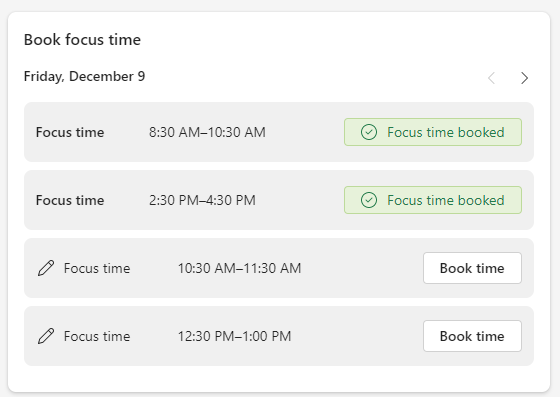 Book focus time
Friday, December 9
Focus time 8:30 AM–10:30 AM Focus time booked
Focus time 2:30 PM–4:30 PM Focus time booked
Focus time 10:30 AM–11:30 AM Book time
Focus time 12:30 PM–1:00 PM Book time